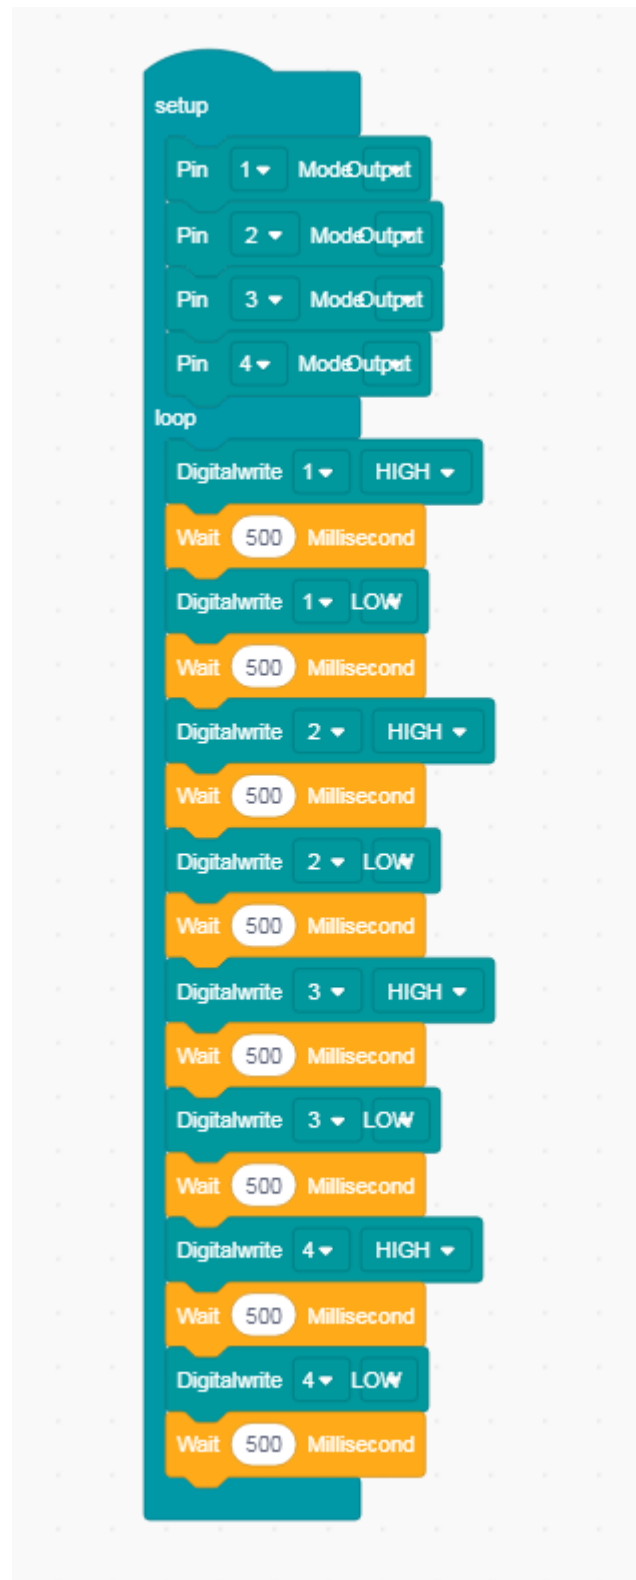 setup
Pin 1 Mode Output
Pin 2 Mode Output
Pin 3 Mode Output
Pin 4 Mode Output
loop
Digitalwrite 1 HIGH
Wait 500 Millisecond
Digitalwrite 1 LOW
Wait 500 Millisecond
Digitalwrite 2 HIGH
Wait 500 Millisecond
Digitalwrite 2 LOW
Wait 500 Millisecond
Digitalwrite 3 HIGH
Wait 500 Millisecond
Digitalwrite 3 LOW
Wait 500 Millisecond
Digitalwrite 4 HIGH
Wait 500 Millisecond
Digitalwrite 4 LOW
Wait 500 Millisecond